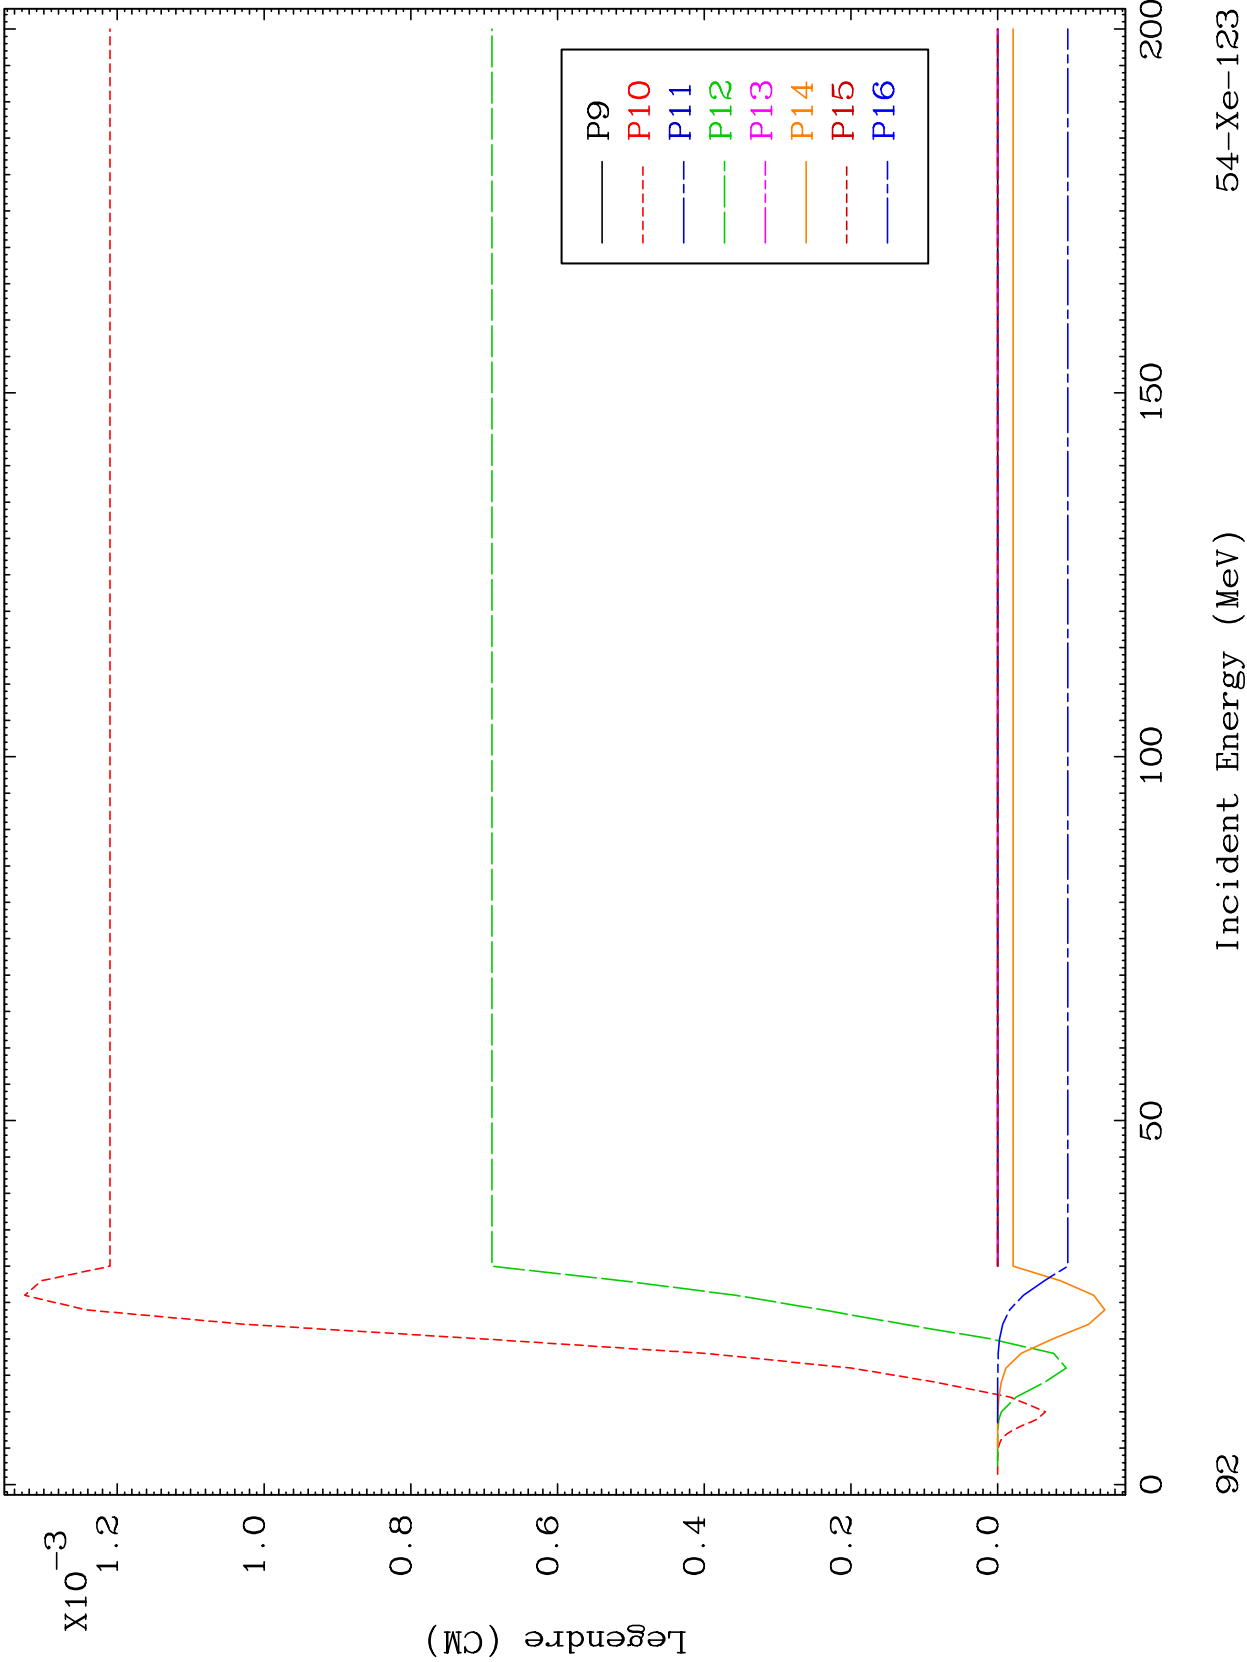 X10-3
1.2
1.0
0.8
0.6
0.4
0.2
0.0
Legendre (CM)
P9
P10
P11
P12
P13
P14
P15
P16
0 50 100 150 200
Incident Energy (MeV)
92
54-Xe-123